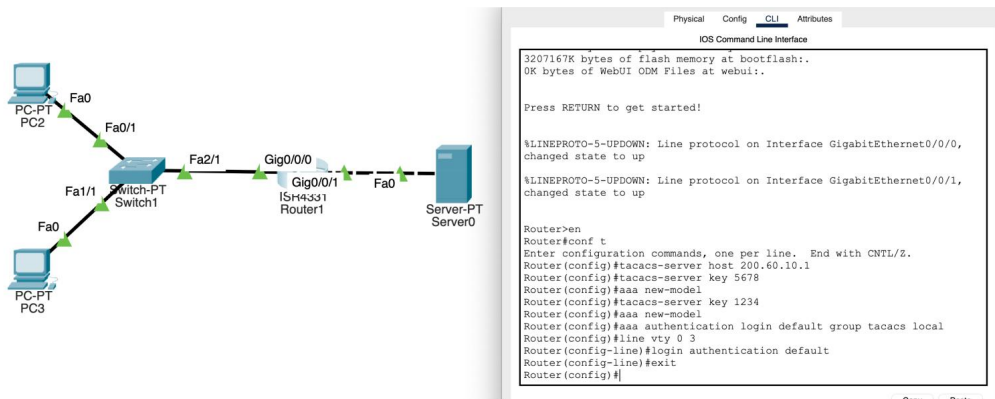 Fa0
PC-PT
PC2
Fa0/1
Fa2/1
Gig0/0/0
Fa1/1
Switch-PT
Switch1
Gig0/0/1
ISR4331
Router1
Fa0
Server-PT
Server0
Fa0
PC-PT
PC3
Physical Config CLI Attributes
IOS Command Line Interface
3207167K bytes of flash memory at bootflash:.
0K bytes of WebUI ODM Files at webui:.
Press RETURN to get started!
%LINEPROTO-5-UPDOWN: Line protocol on Interface GigabitEthernet0/0/0,
changed state to up
%LINEPROTO-5-UPDOWN: Line protocol on Interface GigabitEthernet0/0/1,
changed state to up
Router>en
Router#conf t
Enter configuration commands, one per line. End with CNTL/Z.
Router(config)#tacacs-server host 200.60.10.1
Router(config)#tacacs-server key 5678
Router(config)#aaa new-model
Router(config)#tacacs-server key 1234
Router(config)#aaa new-model
Router(config)#aaa authentication login default group tacacs local
Router(config)#line vty 0 3
Router(config-line)#login authentication default
Router(config-line)#exit
Router(config)#